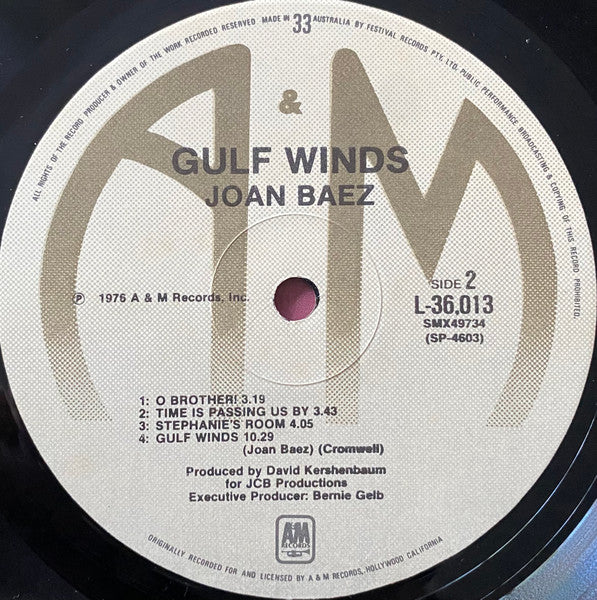 ALL RIGHTS OF THE RECORD PRODUCER & OWNER OF THE WORK RECORDED RESERVED MADE IN AUSTRALIA BY FESTIVAL RECORDS PTY. LTD. PUBLIC PERFORMANCE BROADCASTING & COPYING OF THIS RECORD PROHIBITED.
33
A & M
GULF WINDS
JOAN BAEZ
SIDE 2
Ⓟ 1976 A & M Records, Inc.
L-36,013
SMX49734
(SP-4603)
1: O BROTHER! 3.19
2: TIME IS PASSING US BY 3.43
3: STEPHANIE'S ROOM 4.05
4: GULF WINDS 10.29
(Joan Baez) (Cromwell)
Produced by David Kershenbaum
for JCB Productions
Executive Producer: Bernie Gelb
A&M
RECORDS
ORIGINALLY RECORDED FOR AND LICENSED BY A & M RECORDS, HOLLYWOOD CALIFORNIA